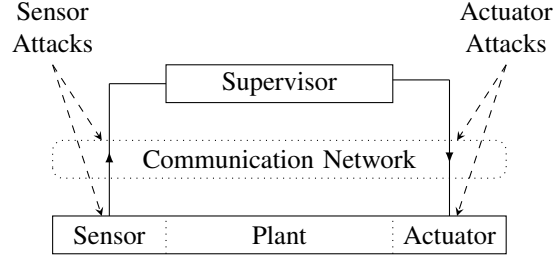 Sensor
Attacks
Actuator
Attacks
Supervisor
Communication Network
Sensor Plant Actuator